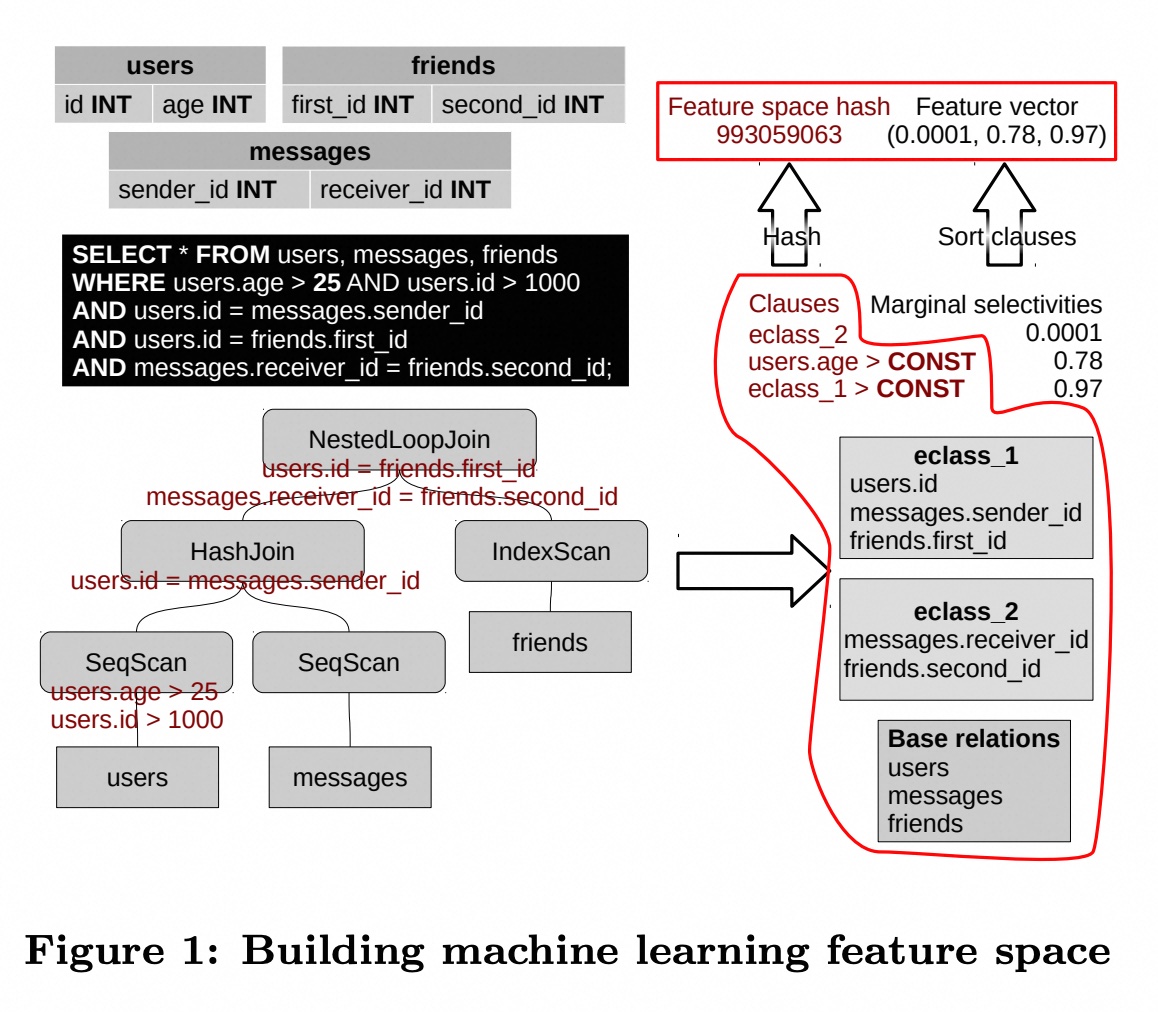 users
id INT age INT
friends
first_id INT second_id INT
messages
sender_id INT receiver_id INT
SELECT * FROM users, messages, friends
WHERE users.age > 25 AND users.id > 1000
AND users.id = messages.sender_id
AND users.id = friends.first_id
AND messages.receiver_id = friends.second_id;
NestedLoopJoin
users.id = friends.first_id
messages.receiver_id = friends.second_id
HashJoin
users.id = messages.sender_id
IndexScan
friends
SeqScan
users.age > 25
users.id > 1000
users
SeqScan
messages
Feature space hash
993059063
Feature vector
(0.0001, 0.78, 0.97)
Hash
Sort clauses
Clauses Marginal selectivities
eclass_2 0.0001
users.age > CONST 0.78
eclass_1 > CONST 0.97
eclass_1
users.id
messages.sender_id
friends.first_id
eclass_2
messages.receiver_id
friends.second_id
Base relations
users
messages
friends
Figure 1: Building machine learning feature space